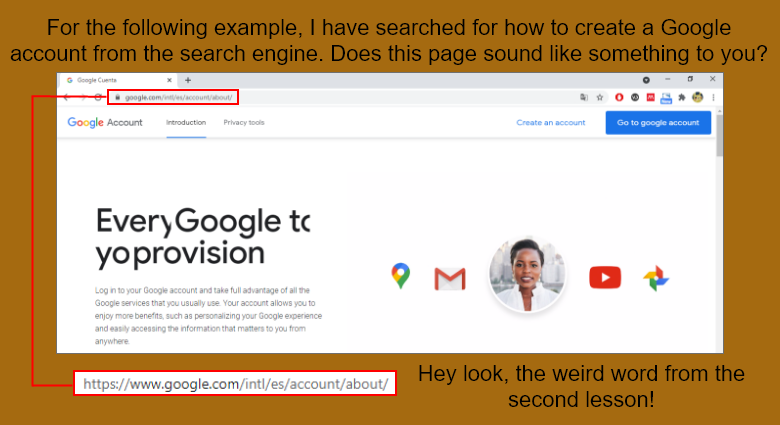 For the following example, I have searched for how to create a Google
account from the search engine. Does this page sound like something to you?
Google Cuenta
google.com/intl/es/account/about/
Google Account
Introduction
Privacy tools
Create an account
Go to google account
EveryGoogle to
yoprovision
Log in to your Google account and take full advantage of all the
Google services that you usually use. Your account allows you to
enjoy more benefits, such as personalizing your Google experience
and easily accessing the information that matters to you from
anywhere.
https://www.google.com/intl/es/account/about/
Hey look, the weird word from the
second lesson!